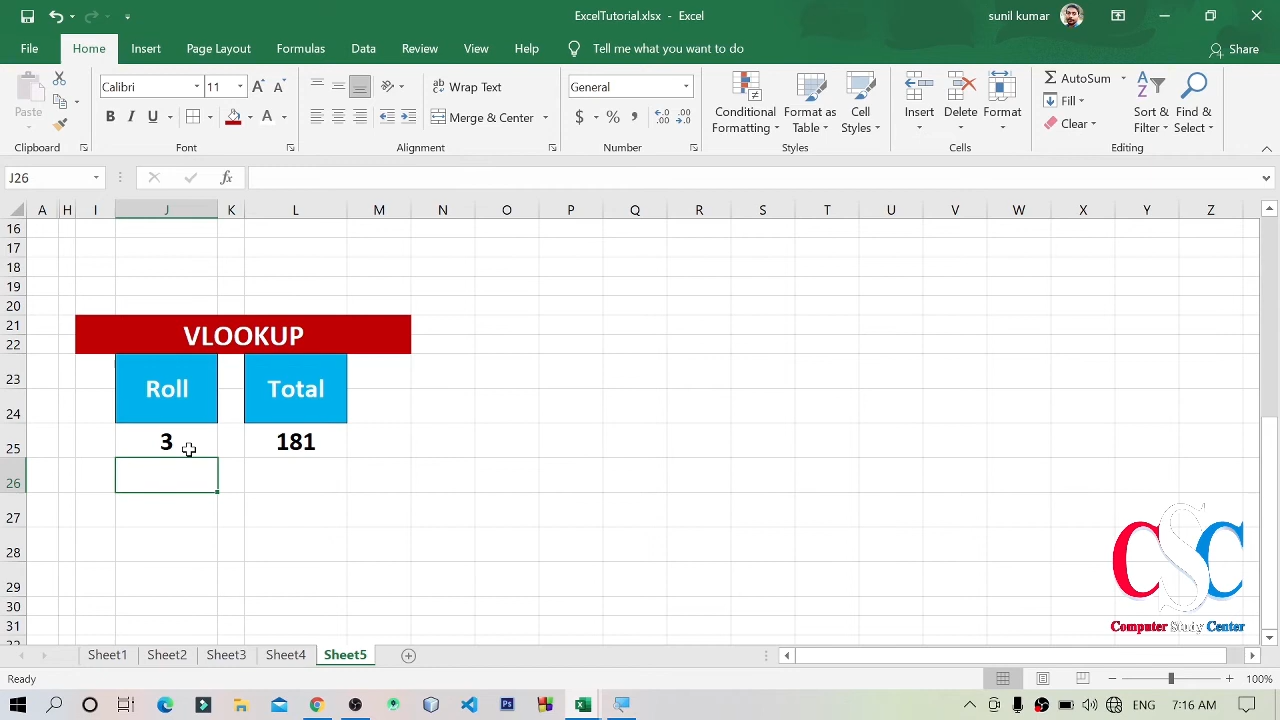 ExcelTutorial.xlsx - Excel
sunil kumar
File Home Insert Page Layout Formulas Data Review View Help Tell me what you want to do Share
Paste
Clipboard
Calibri 11
B I U
Font
Wrap Text
Merge & Center
Alignment
General
$ % ,
Number
Conditional Formatting
Format as Table
Cell Styles
Styles
Insert Delete Format
Cells
AutoSum
Fill
Clear
Sort & Filter
Find & Select
Editing
J26 fx
A H I J K L M N O P Q R S T U V W X Y Z
16
17
18
19
20
21
22
23
24
25
26
27
28
29
30
31
VLOOKUP
Roll Total
3 181
CSC
Computer Study Center
Sheet1 Sheet2 Sheet3 Sheet4 Sheet5
Ready 100%
ENG 7:16 AM